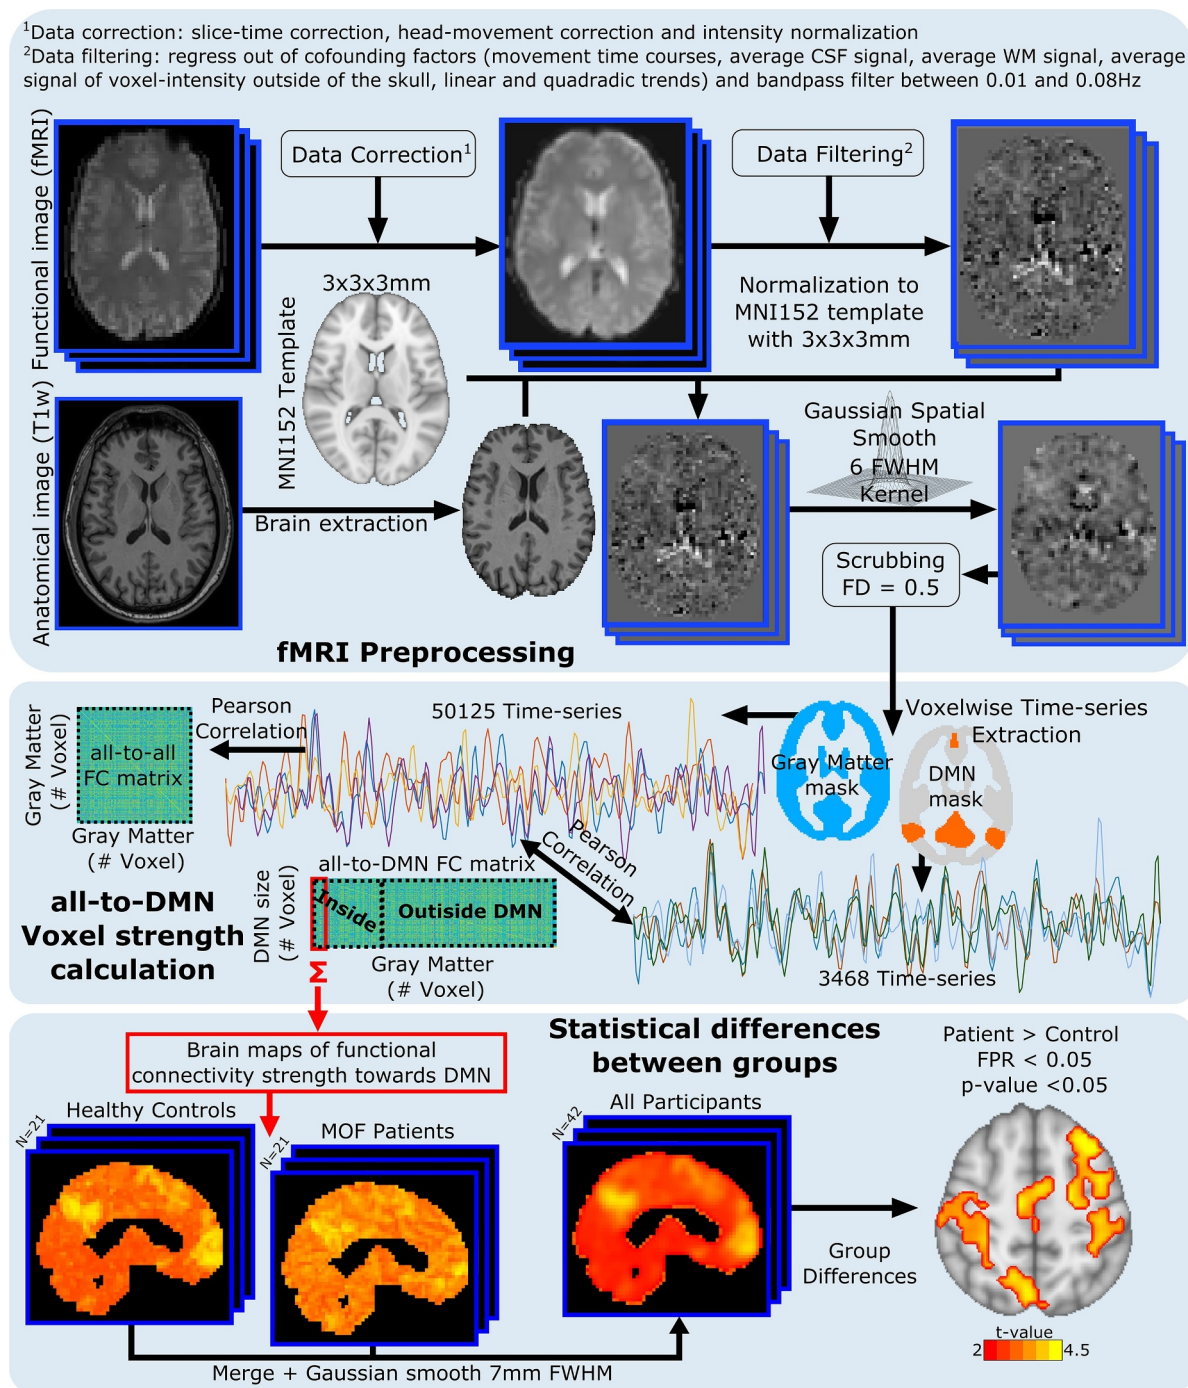 ¹Data correction: slice-time correction, head-movement correction and intensity normalization
²Data filtering: regress out of cofounding factors (movement time courses, average CSF signal, average WM signal, average
signal of voxel-intensity outside of the skull, linear and quadradic trends) and bandpass filter between 0.01 and 0.08Hz
Functional image (fMRI)
Data Correction¹
Data Filtering²
3x3x3mm
MNI152 Template
Normalization to
MNI152 template
with 3x3x3mm
Anatomical image (T1w)
Brain extraction
Gaussian Spatial
Smooth
6 FWHM
Kernel
Scrubbing
FD = 0.5
fMRI Preprocessing
Gray Matter
(# Voxel)
all-to-all
FC matrix
Gray Matter
(# Voxel)
Pearson
Correlation
50125 Time-series
Gray Matter
mask
Voxelwise Time-series
Extraction
DMN
mask
Pearson
Correlation
all-to-DMN FC matrix
DMN size
(# Voxel)
Inside
Outiside DMN
Gray Matter
(# Voxel)
Σ
3468 Time-series
all-to-DMN
Voxel strength
calculation
Statistical differences
between groups
Brain maps of functional
connectivity strength towards DMN
Healthy Controls
N=21
MOF Patients
N=21
All Participants
N=42
Patient > Control
FPR < 0.05
p-value <0.05
Group
Differences
t-value
2 4.5
Merge + Gaussian smooth 7mm FWHM